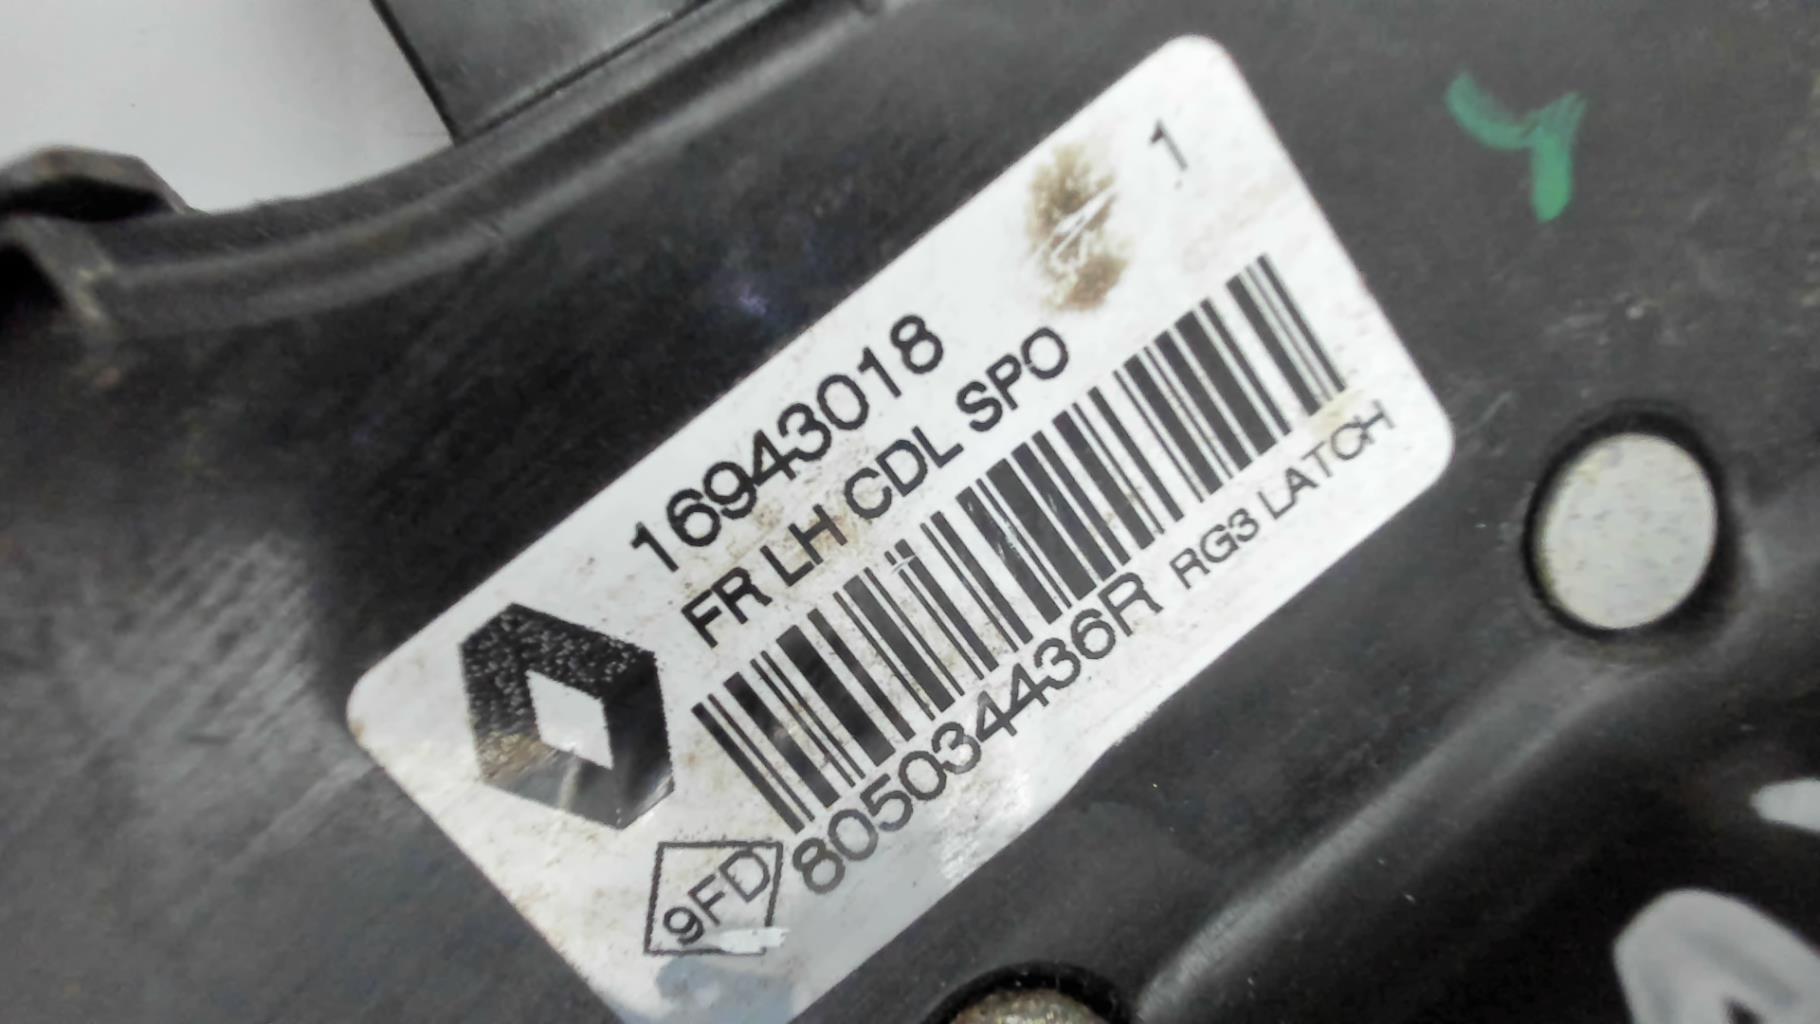 1
16943018
FR LH CDL SPO
805034436R RG3 LATCH
9FD